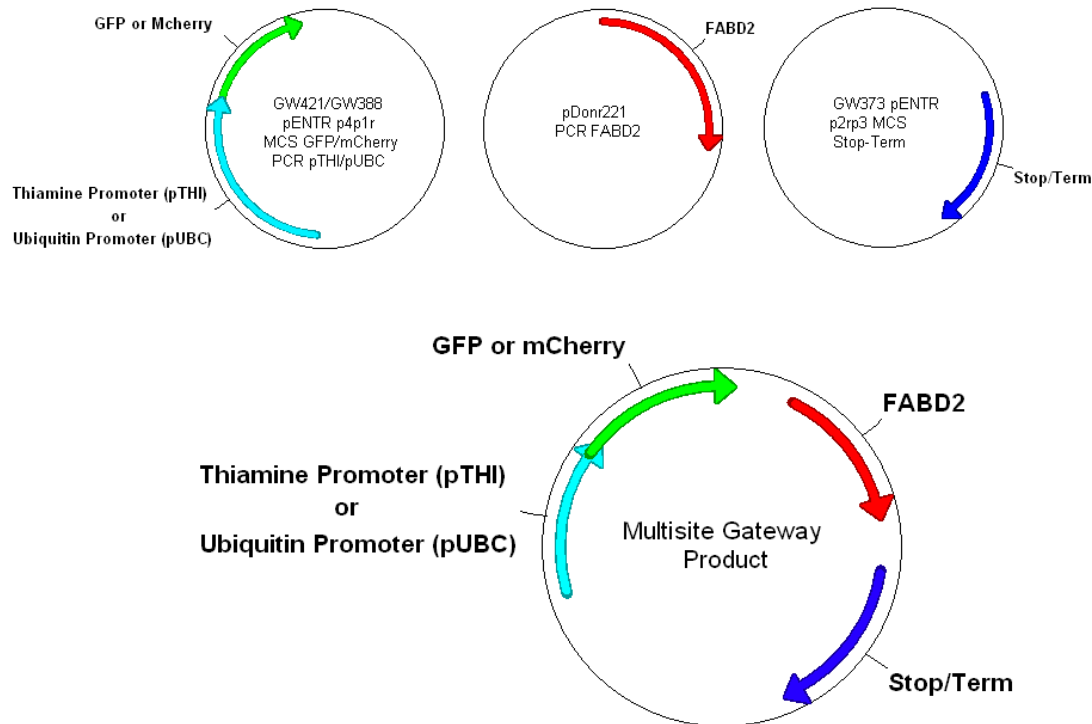 GFP or Mcherry
GW421/GW388
pENTR p4p1r
MCS GFP/mCherry
PCR pTHI/pUBC
Thiamine Promoter (pTHI)
or
Ubiquitin Promoter (pUBC)
FABD2
pDonr221
PCR FABD2
GW373 pENTR
p2rp3 MCS
Stop-Term
Stop/Term
GFP or mCherry
FABD2
Thiamine Promoter (pTHI)
or
Ubiquitin Promoter (pUBC)
Multisite Gateway
Product
Stop/Term